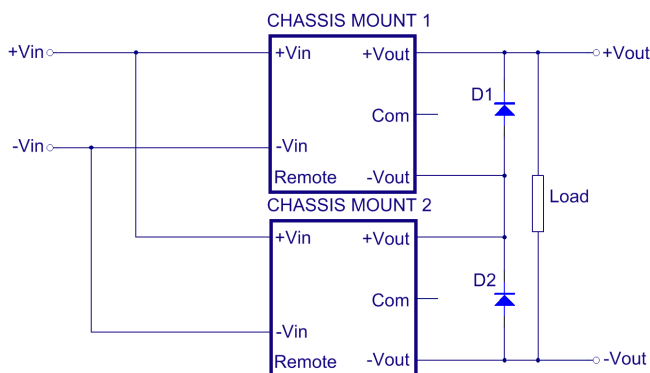 CHASSIS MOUNT 1
+Vin
+Vin
+Vout
+Vout
D1
Com
-Vin
-Vin
Remote
-Vout
Load
CHASSIS MOUNT 2
+Vin
+Vout
D2
Com
-Vin
Remote
-Vout
-Vout